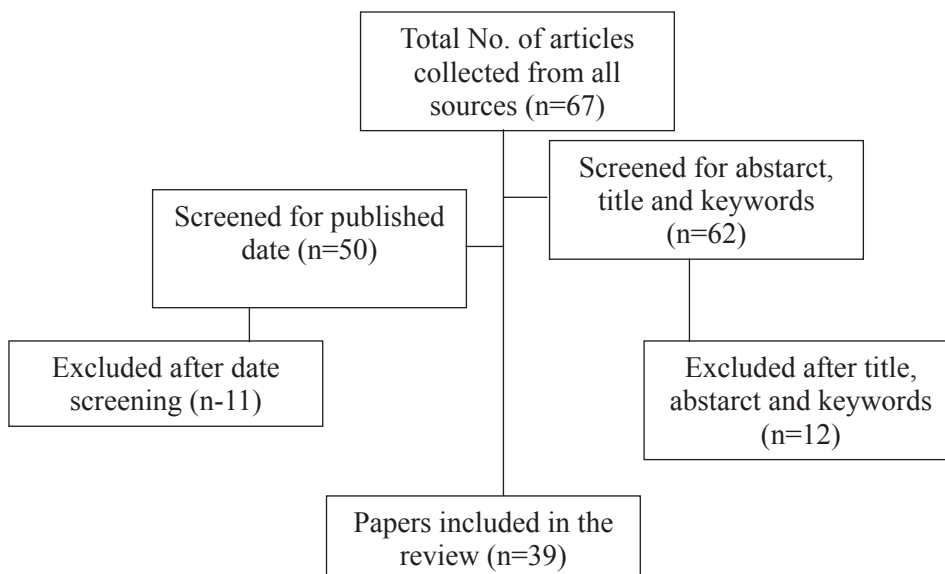 Total No. of articles
collected from all
sources (n=67)
Screened for abstarct,
title and keywords
(n=62)
Screened for published
date (n=50)
Excluded after date
screening (n-11)
Excluded after title,
abstarct and keywords
(n=12)
Papers included in the
review (n=39)